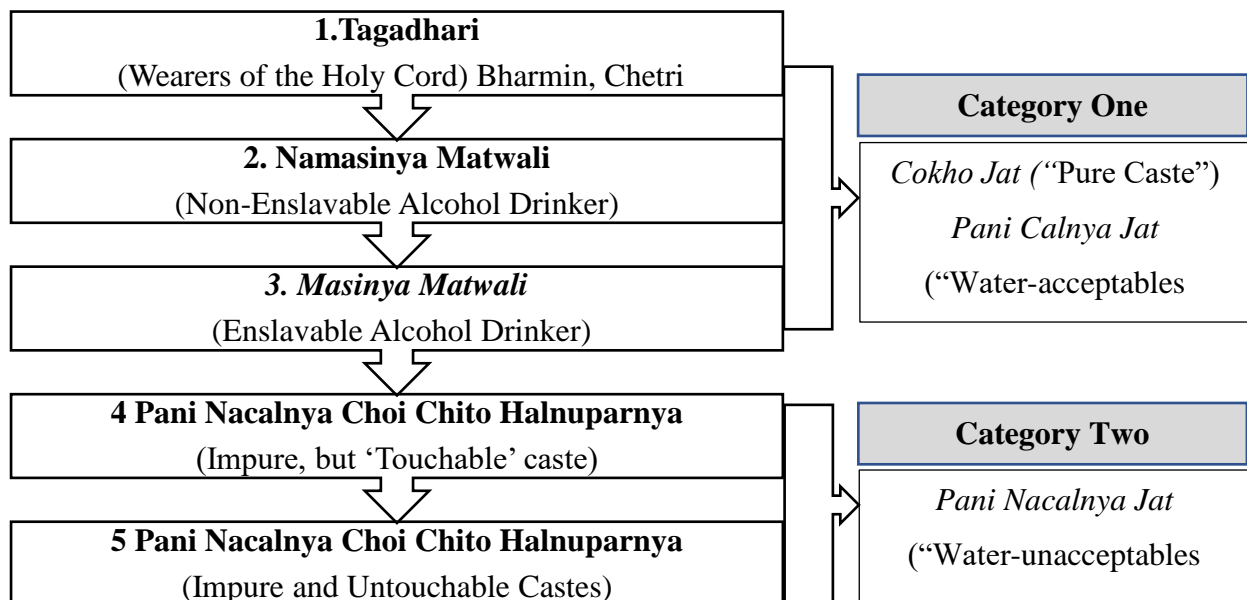 1.Tagadhari
(Wearers of the Holy Cord) Bharmin, Chetri
2. Namasinya Matwali
(Non-Enslavable Alcohol Drinker)
3. Masinya Matwali
(Enslavable Alcohol Drinker)
4 Pani Nacalnya Choi Chito Halnuparnya
(Impure, but ‘Touchable’ caste)
5 Pani Nacalnya Choi Chito Halnuparnya
(Impure and Untouchable Castes)
Category One
Cokho Jat (“Pure Caste”)
Pani Calnya Jat
(“Water-acceptables
Category Two
Pani Nacalnya Jat
(“Water-unacceptables